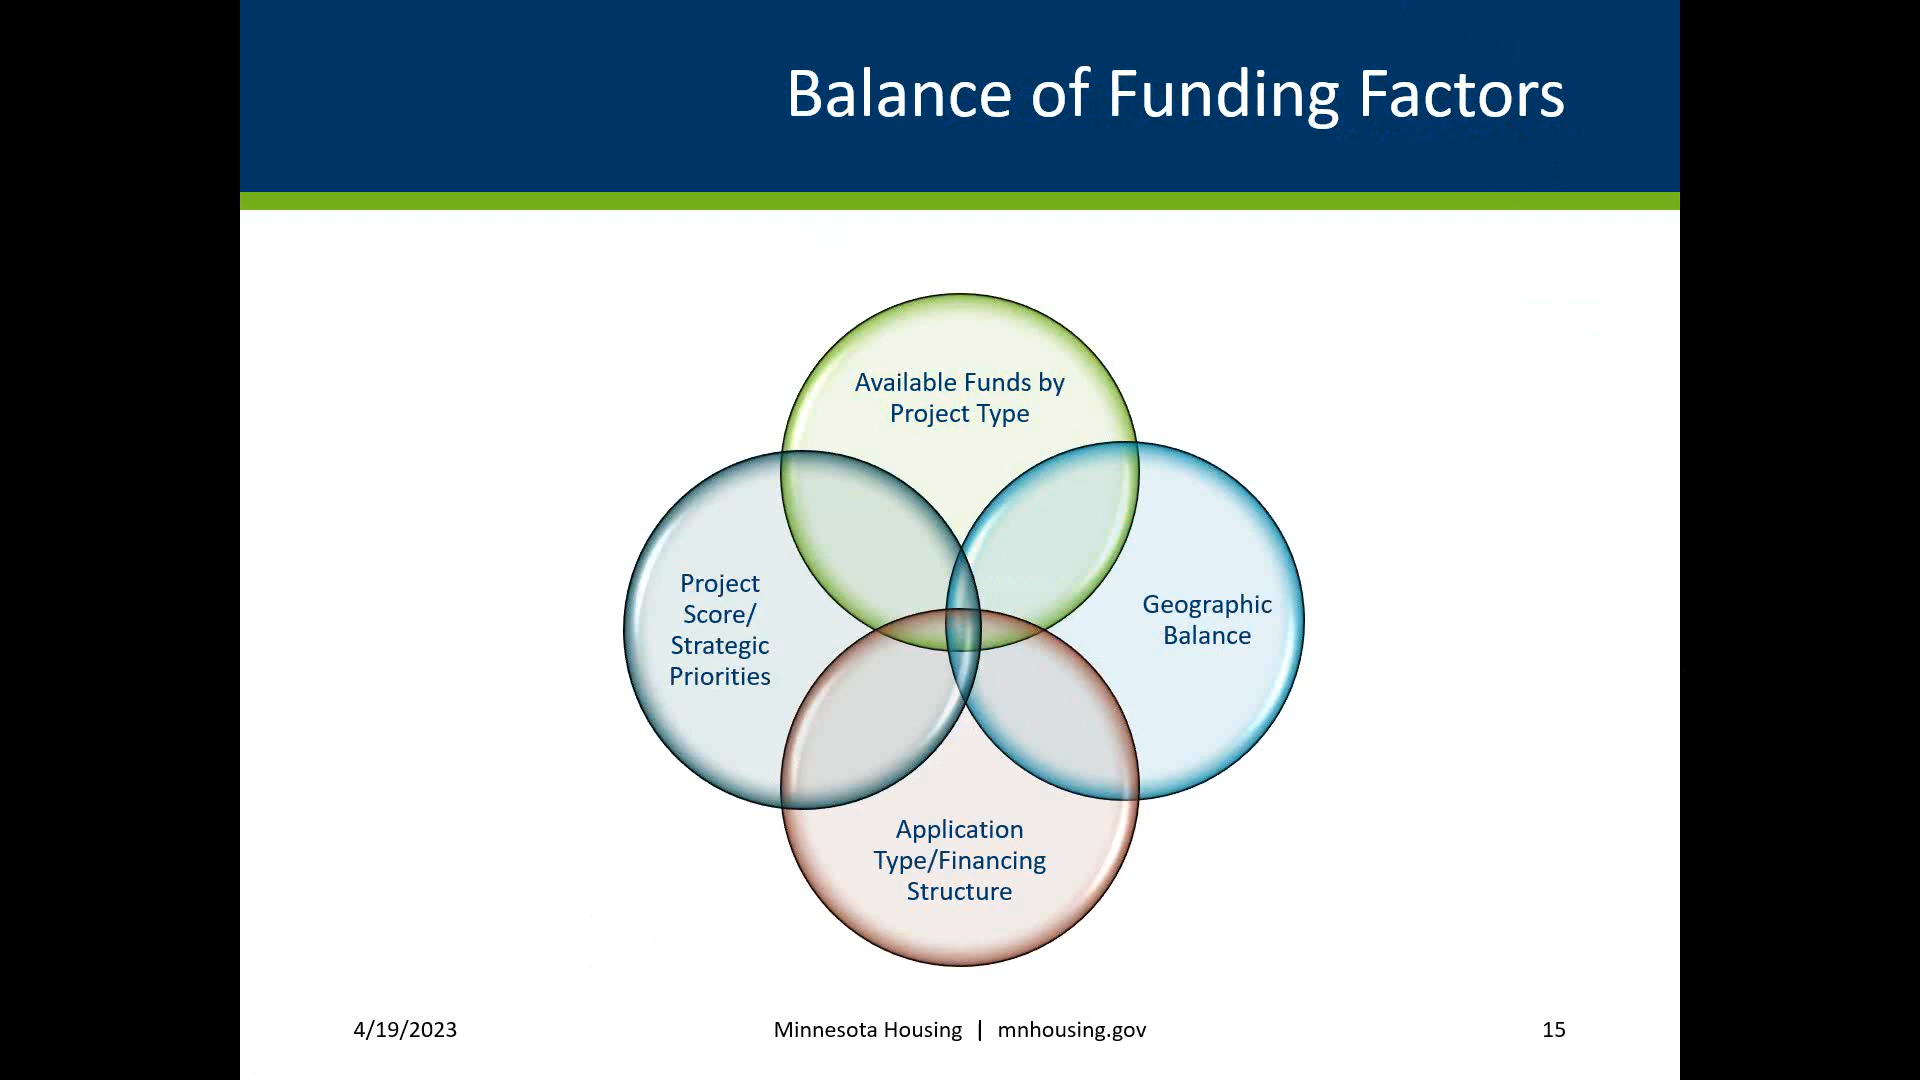 Balance of Funding Factors
Available Funds by
Project Type
Project
Score/
Strategic
Priorities
Geographic
Balance
Application
Type/Financing
Structure
4/19/2023
Minnesota Housing | mnhousing.gov
15